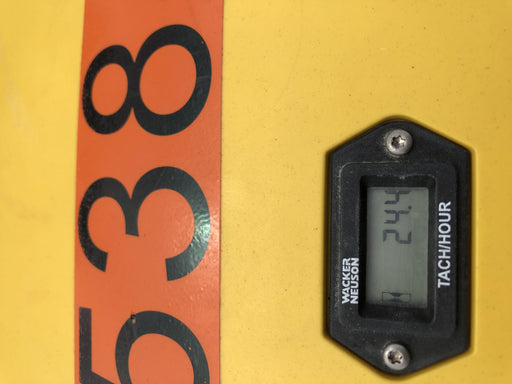 538
WACKER
NEUSON
24.4
TACH/HOUR